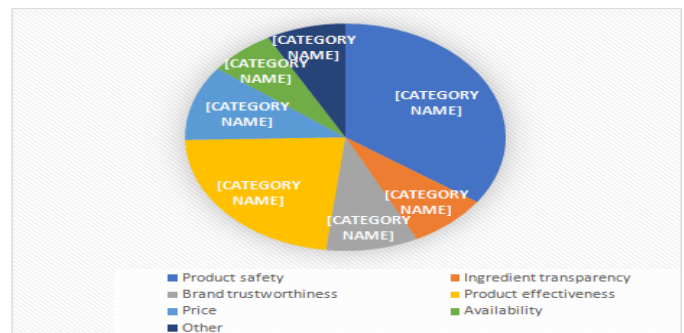 [CATEGORY
NAME]
[CATEGORY
NAME]
[CATEGORY
NAME]
[CATEGORY
NAME]
[CATEGORY
NAME]
[CATEGORY
NAME]
[CATEGORY
NAME]
Product safety
Ingredient transparency
Brand trustworthiness
Product effectiveness
Price
Availability
Other